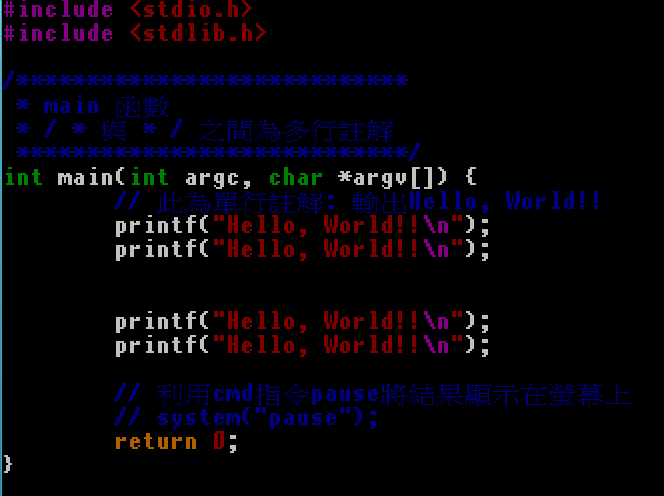 #include <stdio.h>
#include <stdlib.h>
/****************************
 * main 函數
 * / * 與 * / 之間為多行註解
 ****************************/
int main(int argc, char *argv[]) {
// 此為單行註解: 輸出Hello, World!!
printf("Hello, World!!\n");
printf("Hello, World!!\n");
printf("Hello, World!!\n");
printf("Hello, World!!\n");
// 利用cmd指令pause將結果顯示在螢幕上
// system("pause");
return 0;
}